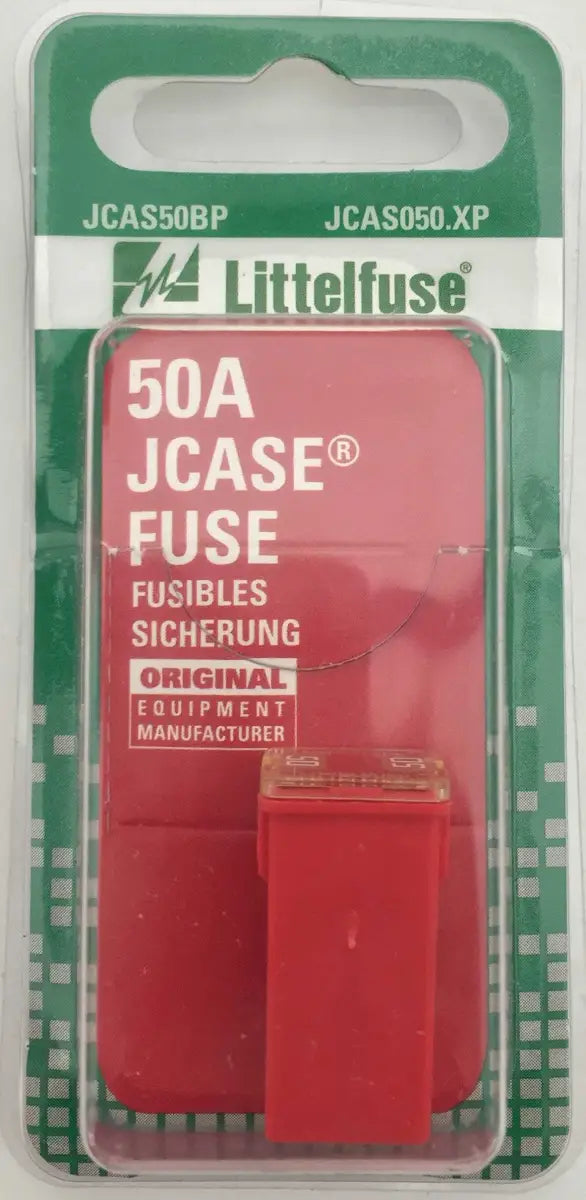 JCAS50BP JCAS050.XP
Littelfuse®
50A
JCASE®
FUSE
FUSIBLES
SICHERUNG
ORIGINAL
EQUIPMENT
MANUFACTURER
50 50